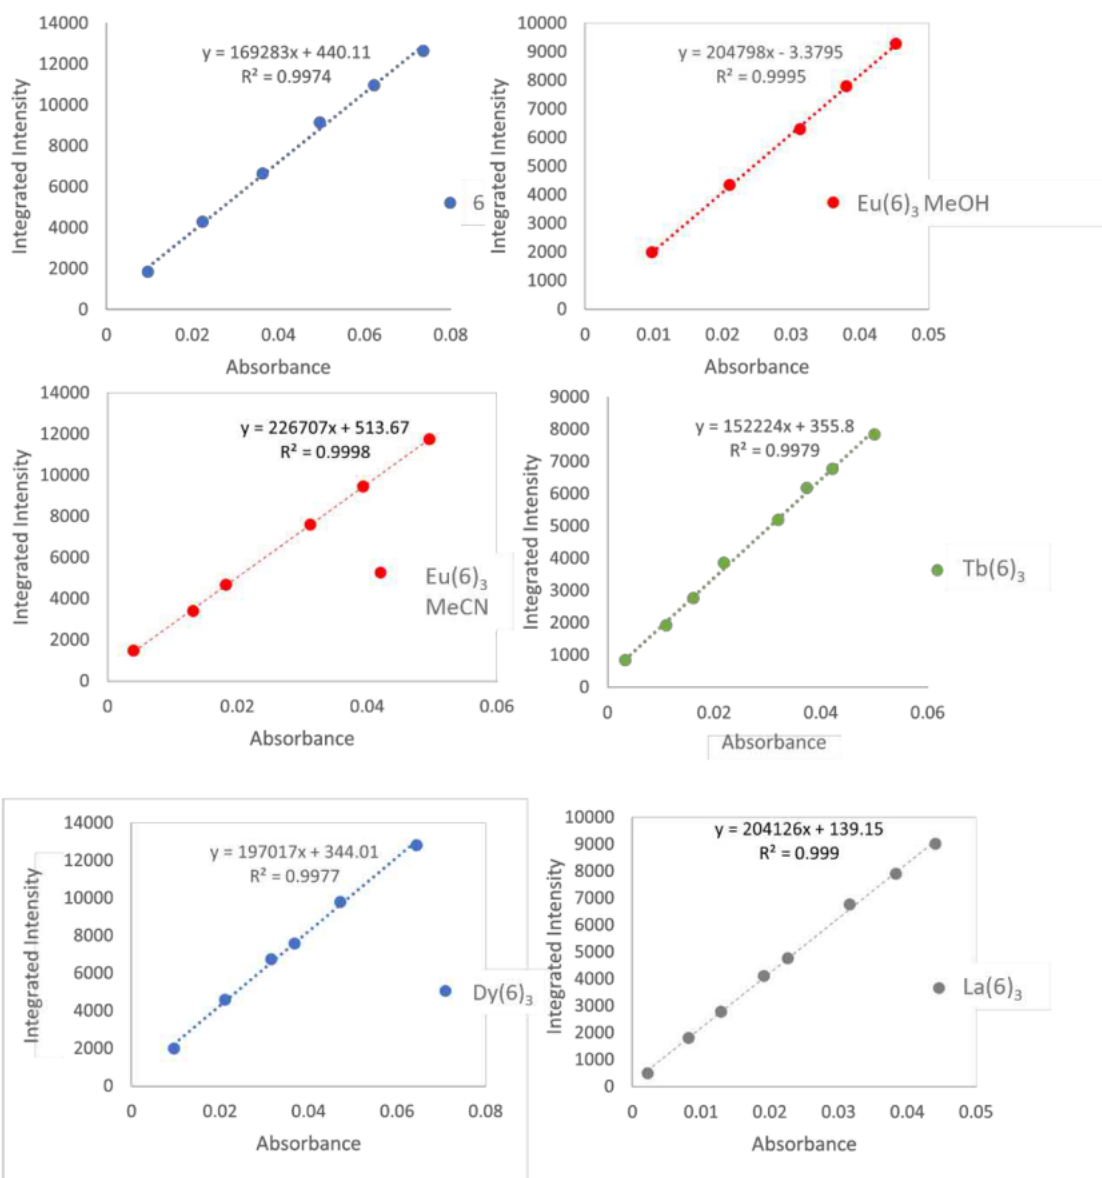 14000
12000
10000
8000
6000
4000
2000
0
Integrated Intensity
y = 169283x + 440.11
R² = 0.9974
6
0 0.02 0.04 0.06 0.08
Absorbance
10000
9000
8000
7000
6000
5000
4000
3000
2000
1000
0
Integrated Intensity
y = 204798x - 3.3795
R² = 0.9995
Eu(6)₃ MeOH
0 0.01 0.02 0.03 0.04 0.05
Absorbance
14000
12000
10000
8000
6000
4000
2000
0
Integrated Intensity
y = 226707x + 513.67
R² = 0.9998
Eu(6)₃
MeCN
0 0.02 0.04 0.06
Absorbance
9000
8000
7000
6000
5000
4000
3000
2000
1000
0
Integrated Intensity
y = 152224x + 355.8
R² = 0.9979
Tb(6)₃
0 0.02 0.04 0.06
Absorbance
14000
12000
10000
8000
6000
4000
2000
0
Integrated Intensity
y = 197017x + 344.01
R² = 0.9977
Dy(6)₃
0 0.02 0.04 0.06 0.08
Absorbance
10000
9000
8000
7000
6000
5000
4000
3000
2000
1000
0
Integrated Intensity
y = 204126x + 139.15
R² = 0.999
La(6)₃
0 0.01 0.02 0.03 0.04 0.05
Absorbance